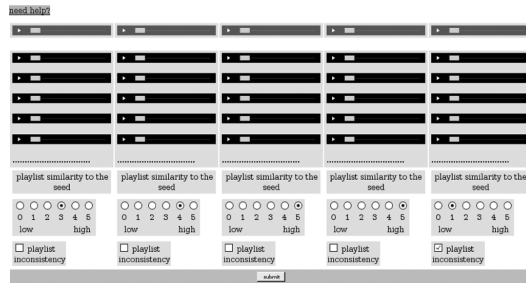 need help?
playlist similarity to the seed
playlist similarity to the seed
playlist similarity to the seed
playlist similarity to the seed
playlist similarity to the seed
0 1 2 3 4 5
0 1 2 3 4 5
0 1 2 3 4 5
0 1 2 3 4 5
0 1 2 3 4 5
low high
low high
low high
low high
low high
playlist inconsistency
playlist inconsistency
playlist inconsistency
playlist inconsistency
playlist inconsistency
submit